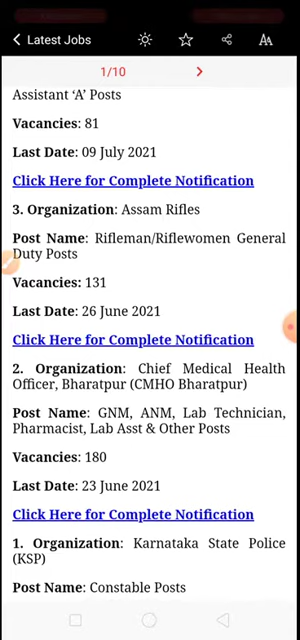 Latest Jobs
1/10
Assistant ‘A’ Posts
Vacancies: 81
Last Date: 09 July 2021
Click Here for Complete Notification
3. Organization: Assam Rifles
Post Name: Rifleman/Riflewomen General
Duty Posts
Vacancies: 131
Last Date: 26 June 2021
Click Here for Complete Notification
2. Organization: Chief Medical Health
Officer, Bharatpur (CMHO Bharatpur)
Post Name: GNM, ANM, Lab Technician,
Pharmacist, Lab Asst & Other Posts
Vacancies: 180
Last Date: 23 June 2021
Click Here for Complete Notification
1. Organization: Karnataka State Police
(KSP)
Post Name: Constable Posts